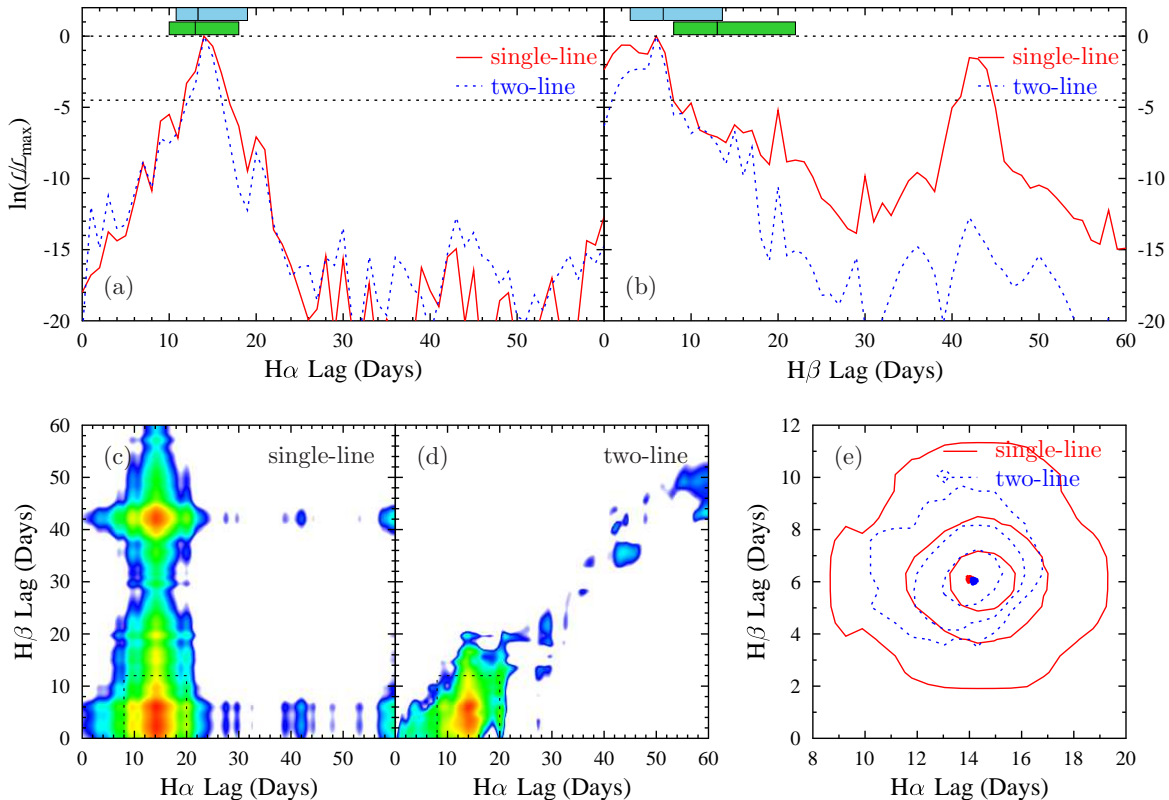 0
-5
-10
-15
-20
ln(ℒ/ℒmax)
single-line
two-line
(a)
0 10 20 30 40 50
Hα Lag (Days)
single-line
two-line
(b)
0
-5
-10
-15
-20
0 10 20 30 40 50 60
Hβ Lag (Days)
60
50
40
30
20
10
0
Hβ Lag (Days)
(c) single-line
0 10 20 30 40 50
Hα Lag (Days)
(d) two-line
0 10 20 30 40 50 60
Hα Lag (Days)
12
10
8
6
4
2
0
Hβ Lag (Days)
(e)
single-line
two-line
8 10 12 14 16 18 20
Hα Lag (Days)